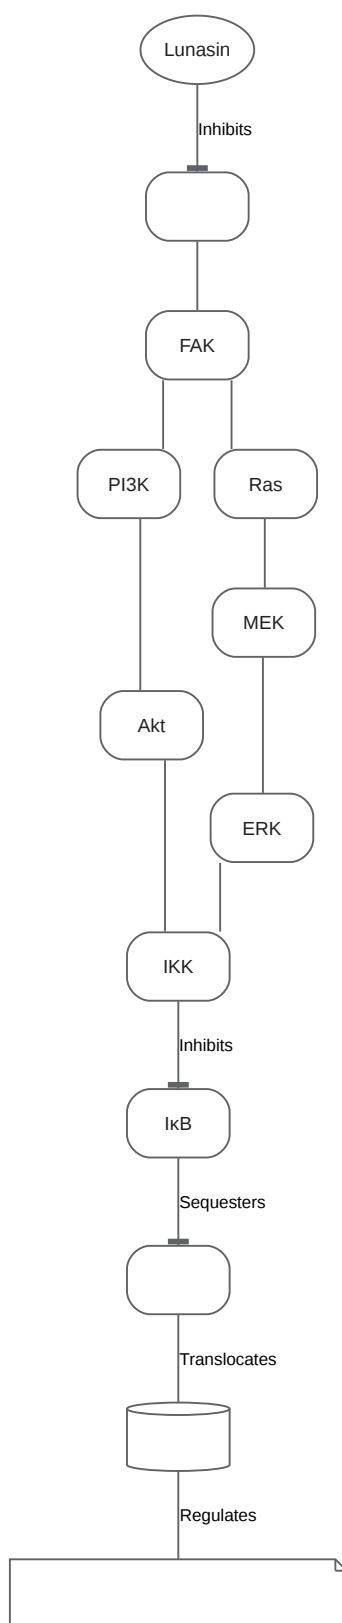 Lunasin
Inhibits
FAK
PI3K
Ras
MEK
Akt
ERK
IKK
Inhibits
IκB
Sequesters
Translocates
Regulates